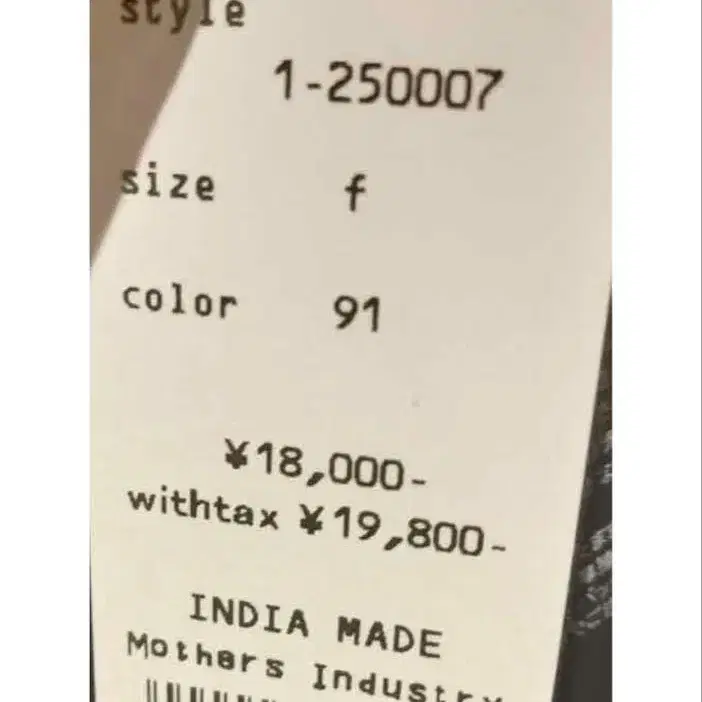 style
1-250007
size f
color 91
¥18,000-
withtax ¥19,800-
INDIA MADE
Mothers Industry